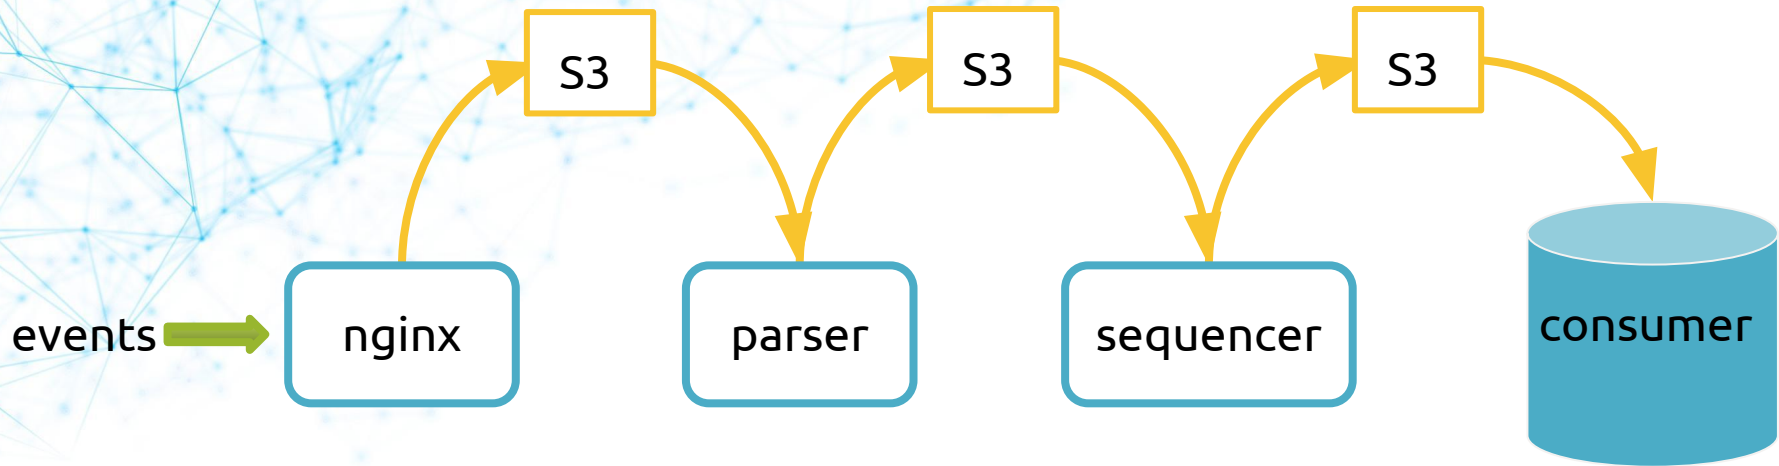 S3
S3
S3
events
nginx
parser
sequencer
consumer